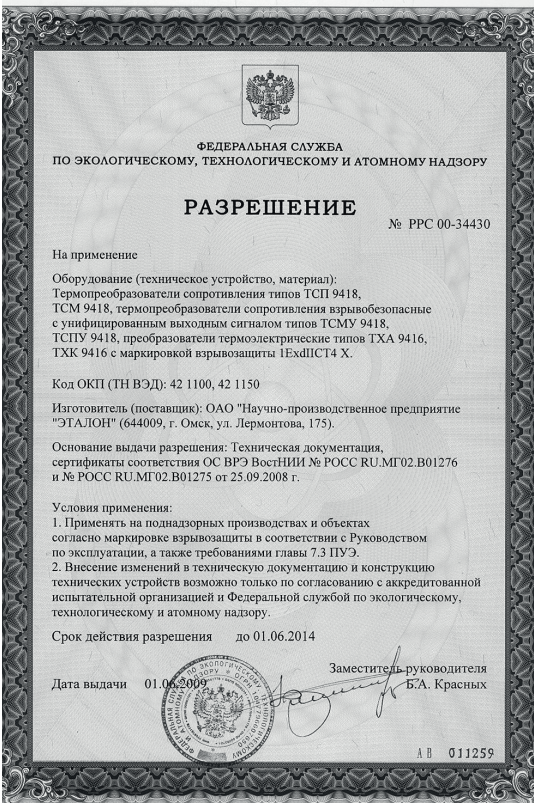 ФЕДЕРАЛЬНАЯ СЛУЖБА
ПО ЭКОЛОГИЧЕСКОМУ, ТЕХНОЛОГИЧЕСКОМУ И АТОМНОМУ НАДЗОРУ
РАЗРЕШЕНИЕ
№ РРС 00-34430
На применение
Оборудование (техническое устройство, материал):
Термопреобразователи сопротивления типов ТСП 9418,
ТСМ 9418, термопреобразователи сопротивления взрывобезопасные
с унифицированным выходным сигналом типов ТСМУ 9418,
ТСПУ 9418, преобразователи термоэлектрические типов ТХА 9416,
ТХК 9416 с маркировкой взрывозащиты 1ExdIICT4 X.
Код ОКП (ТН ВЭД): 42 1100, 42 1150
Изготовитель (поставщик): ОАО "Научно-производственное предприятие
"ЭТАЛОН" (644009, г. Омск, ул. Лермонтова, 175).
Основание выдачи разрешения: Техническая документация,
сертификаты соответствия ОС ВРЭ ВостНИИ № РОСС RU.МГ02.В01276
и № РОСС RU.МГ02.В01275 от 25.09.2008 г.
Условия применения:
1. Применять на поднадзорных производствах и объектах
согласно маркировке взрывозащиты в соответствии с Руководством
по эксплуатации, а также требованиями главы 7.3 ПУЭ.
2. Внесение изменений в техническую документацию и конструкцию
технических устройств возможно только по согласованию с аккредитованной
испытательной организацией и Федеральной службой по экологическому,
технологическому и атомному надзору.
Срок действия разрешения до 01.06.2014
Заместитель руководителя
Дата выдачи 01.06.2009 Б.А. Красных
АВ 011259